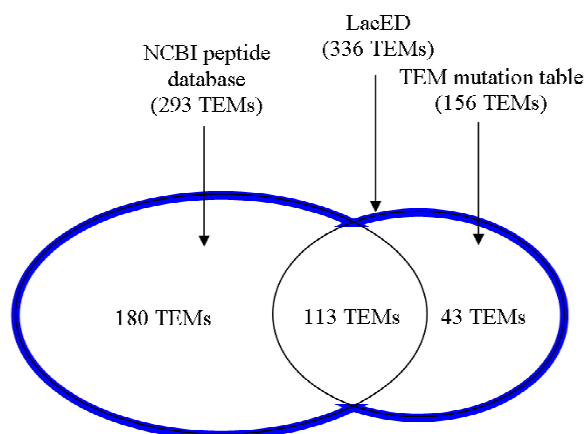 LacED
(336 TEMs)
NCBI peptide
database
(293 TEMs)
TEM mutation table
(156 TEMs)
180 TEMs
113 TEMs
43 TEMs